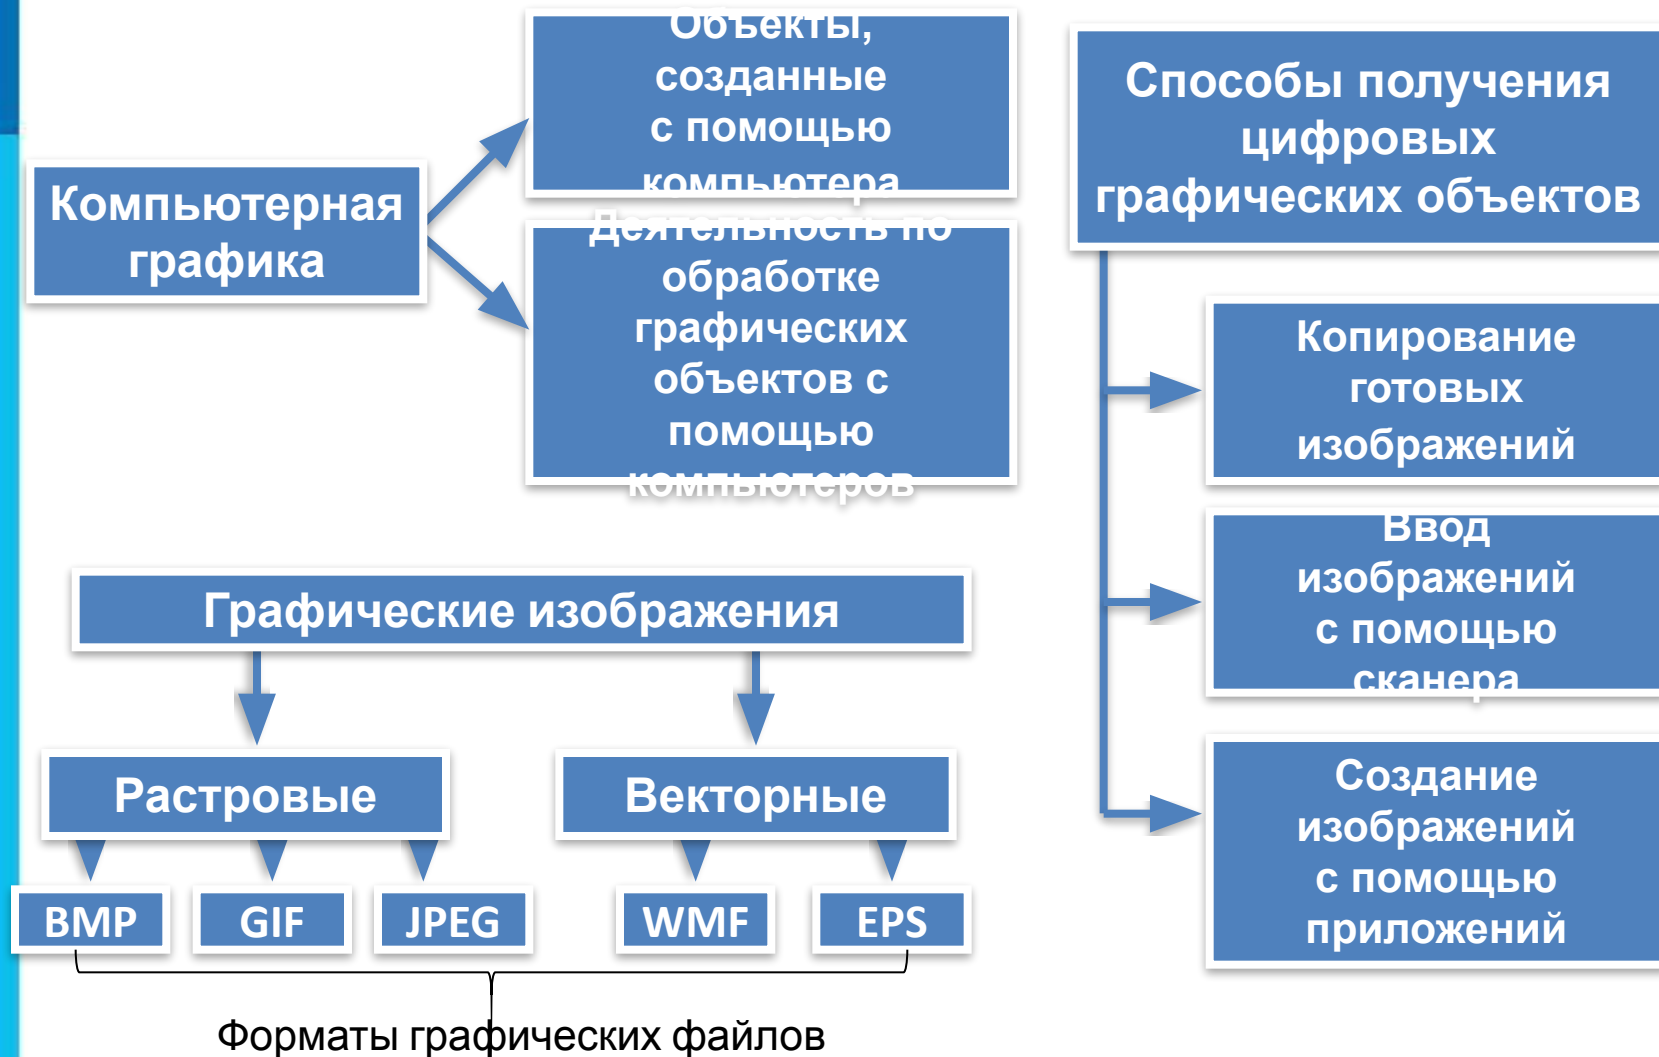 Компьютерная
графика
Объекты,
созданные
с помощью
компьютера
Деятельность по
обработке
графических
объектов с
помощью
компьютеров
Способы получения
цифровых
графических объектов
Копирование
готовых
изображений
Ввод
изображений
с помощью
сканера
Создание
изображений
с помощью
приложений
Графические изображения
Растровые
Векторные
BMP
GIF
JPEG
WMF
EPS
Форматы графических файлов